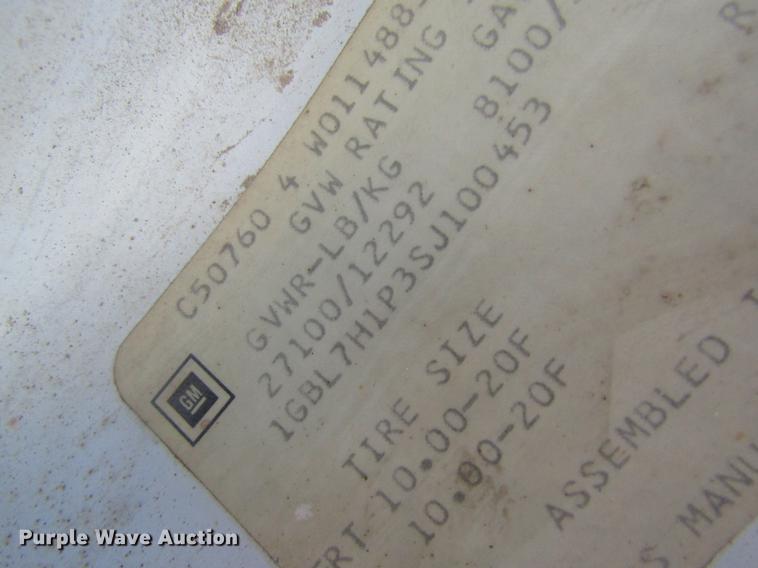 C50760 4 W011488
GVW RATING
GVWR-LB/KG
27100/12292 8100/
1GBL7H1P3SJ100453
TIRE SIZE
10.00-20F
10.00-20F
ASSEMBLED
GM
Purple Wave Auction